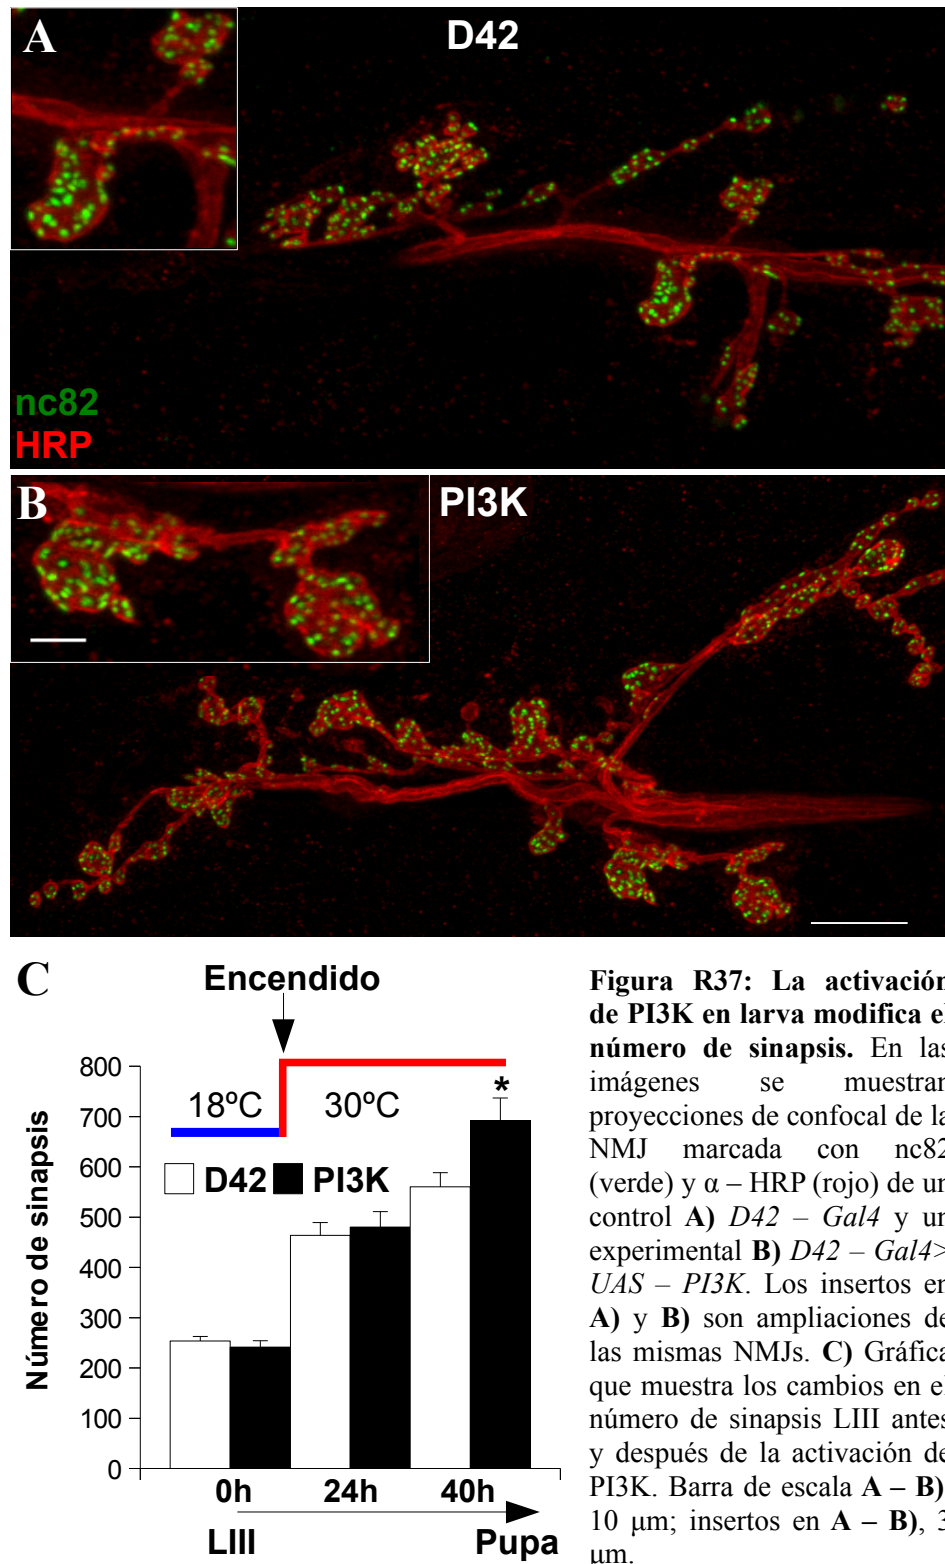 A
D42
nc82
HRP
B
PI3K
C
Encendido
Número de sinapsis
800
700
600
500
400
300
200
100
0
18ºC
30ºC
*
D42
PI3K
0h
24h
40h
LIII
Pupa
Figura R37: La activación
de PI3K en larva modifica el
número de sinapsis. En las
imágenes se muestran
proyecciones de confocal de la
NMJ marcada con nc82
(verde) y α – HRP (rojo) de un
control A) D42 – Gal4 y un
experimental B) D42 – Gal4>
UAS – PI3K. Los insertos en
A) y B) son ampliaciones de
las mismas NMJs. C) Gráfica
que muestra los cambios en el
número de sinapsis LIII antes
y después de la activación de
PI3K. Barra de escala A – B)
10 μm; insertos en A – B), 3
μm.